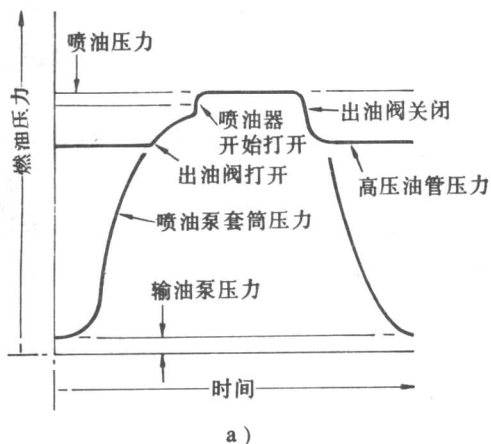 喷油压力
燃油压力
喷油器
开始打开
出油阀关闭
出油阀打开
高压油管压力
喷油泵套筒压力
输油泵压力
时间
a）